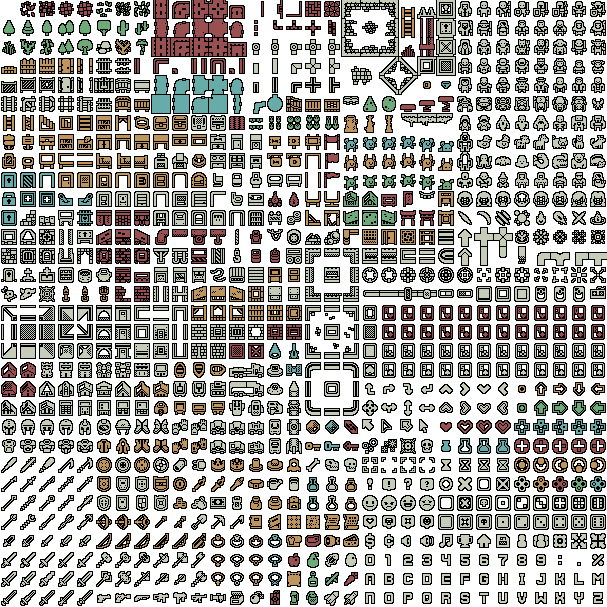 $ ¢
0 1 2 3 4 5 6 7 8 9 : . %
A B C D E F G H I J K L M
N O P Q R S T U V W X Y Z